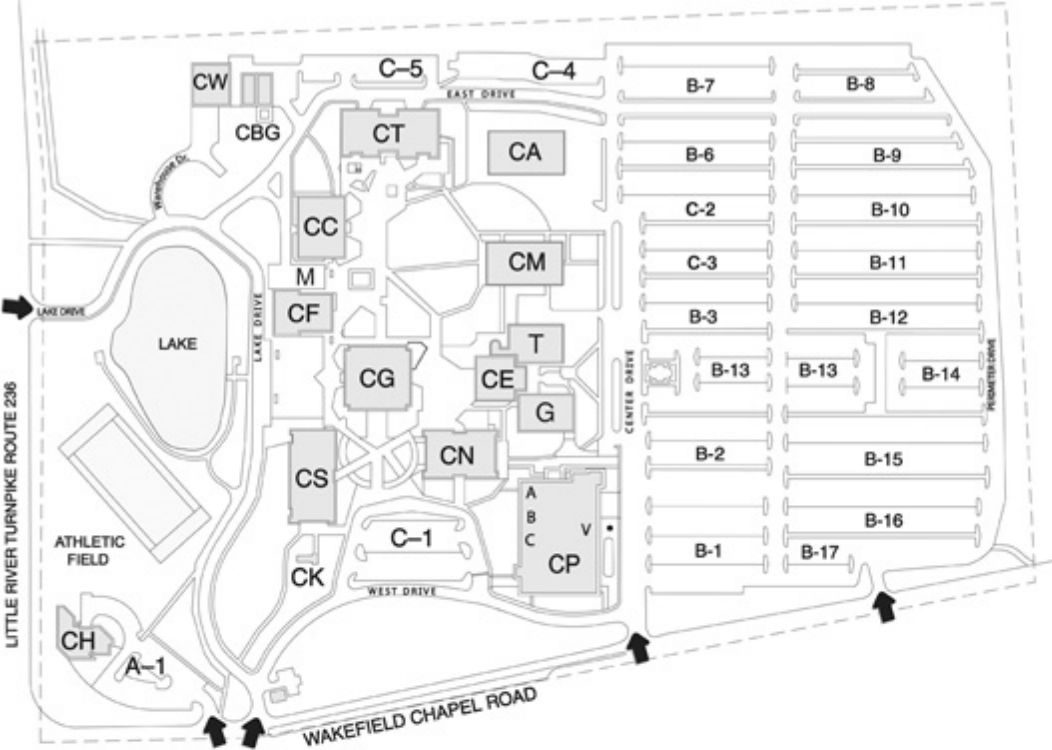 C–5
C–4
CW
B-7
B-8
EAST DRIVE
CBG
CT
CA
B-6
B-9
Warehouse Dr.
C-2
B-10
CC
CM
C-3
B-11
M
LAKE DRIVE
CF
B-3
B-12
LAKE DRIVE
LAKE
T
CENTER DRIVE
B-13
B-13
B-14
PERIMETER DRIVE
CG
CE
G
LITTLE RIVER TURNPIKE ROUTE 236
CS
CN
B-2
B-15
A
B
C
V
CP
B-16
ATHLETIC
FIELD
C–1
B-1
B-17
CK
WEST DRIVE
CH
A–1
WAKEFIELD CHAPEL ROAD